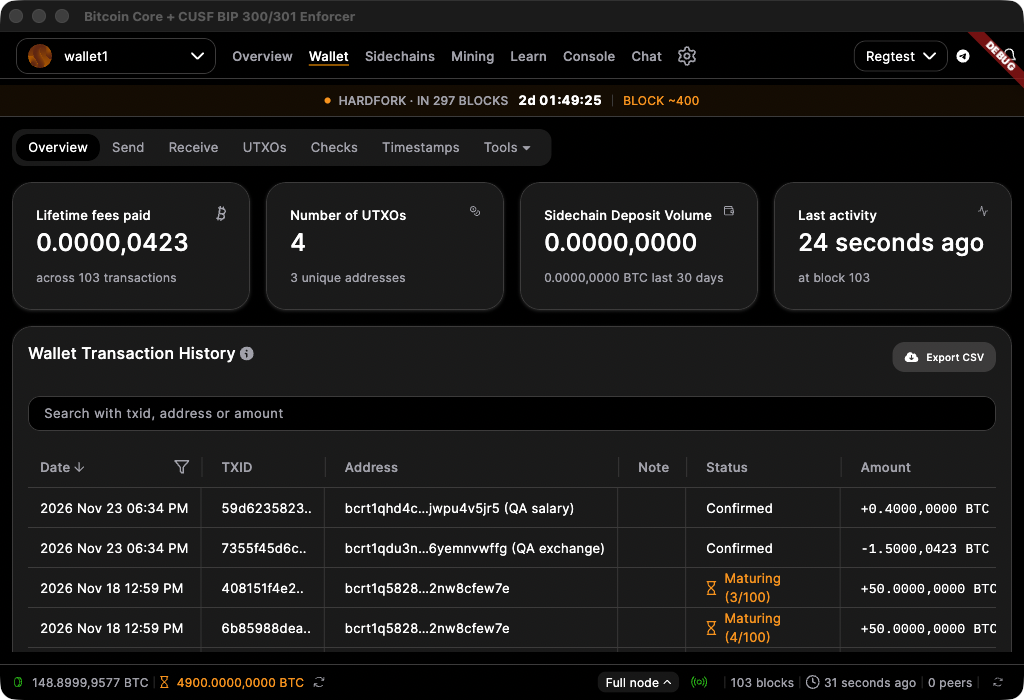 Bitcoin Core + CUSF BIP 300/301 Enforcer
wallet1
Overview Wallet Sidechains Mining Learn Console Chat
Regtest
DEBUG
HARDFORK · IN 297 BLOCKS 2d 01:49:25 BLOCK ~400
Overview Send Receive UTXOs Checks Timestamps Tools
Lifetime fees paid
0.0000,0423
across 103 transactions
Number of UTXOs
4
3 unique addresses
Sidechain Deposit Volume
0.0000,0000
0.0000,0000 BTC last 30 days
Last activity
24 seconds ago
at block 103
Wallet Transaction History
Export CSV
Search with txid, address or amount
Date TXID Address Note Status Amount
2026 Nov 23 06:34 PM 59d6235823.. bcrt1qhd4c...jwpu4v5jr5 (QA salary) Confirmed +0.4000,0000 BTC
2026 Nov 23 06:34 PM 7355f45d6c.. bcrt1qdu3n...6yemnvwffg (QA exchange) Confirmed -1.5000,0423 BTC
2026 Nov 18 12:59 PM 408151f4e2.. bcrt1q5828...2nw8cfew7e Maturing (3/100) +50.0000,0000 BTC
2026 Nov 18 12:59 PM 6b85988dea.. bcrt1q5828...2nw8cfew7e Maturing (4/100) +50.0000,0000 BTC
148.8999,9577 BTC 4900.0000,0000 BTC Full node 103 blocks 31 seconds ago 0 peers